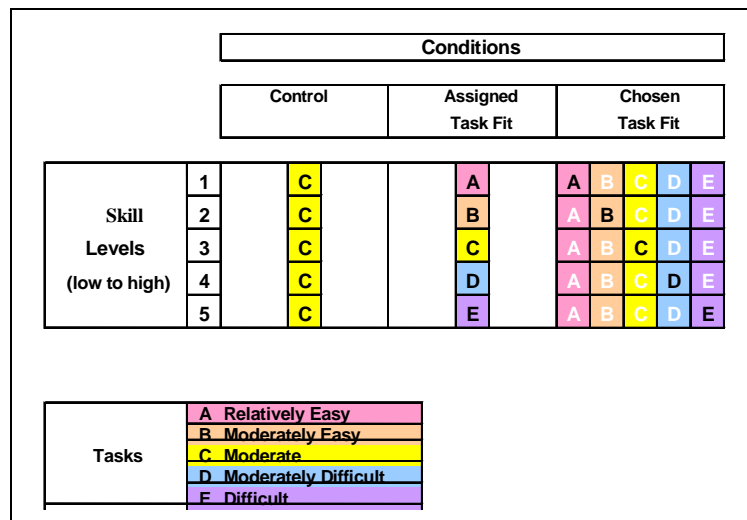 Conditions
Control Assigned Chosen
Task Fit Task Fit
1 C A A B C D E
Skill 2 C B A B C D E
Levels 3 C C A B C D E
(low to high) 4 C D A B C D E
5 C E A B C D E
A Relatively Easy
B Moderately Easy
Tasks C Moderate
D Moderately Difficult
E Difficult